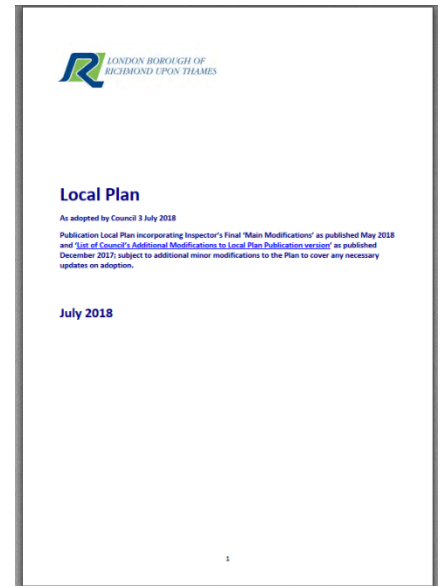 LONDON BOROUGH OF
RICHMOND UPON THAMES
Local Plan
As adopted by Council 3 July 2018
Publication Local Plan incorporating Inspector's Final 'Main Modifications' as published May 2018
and 'List of Council's Additional Modifications to Local Plan Publication version' as published
December 2017; subject to additional minor modifications to the Plan to cover any necessary
updates on adoption.
July 2018
1